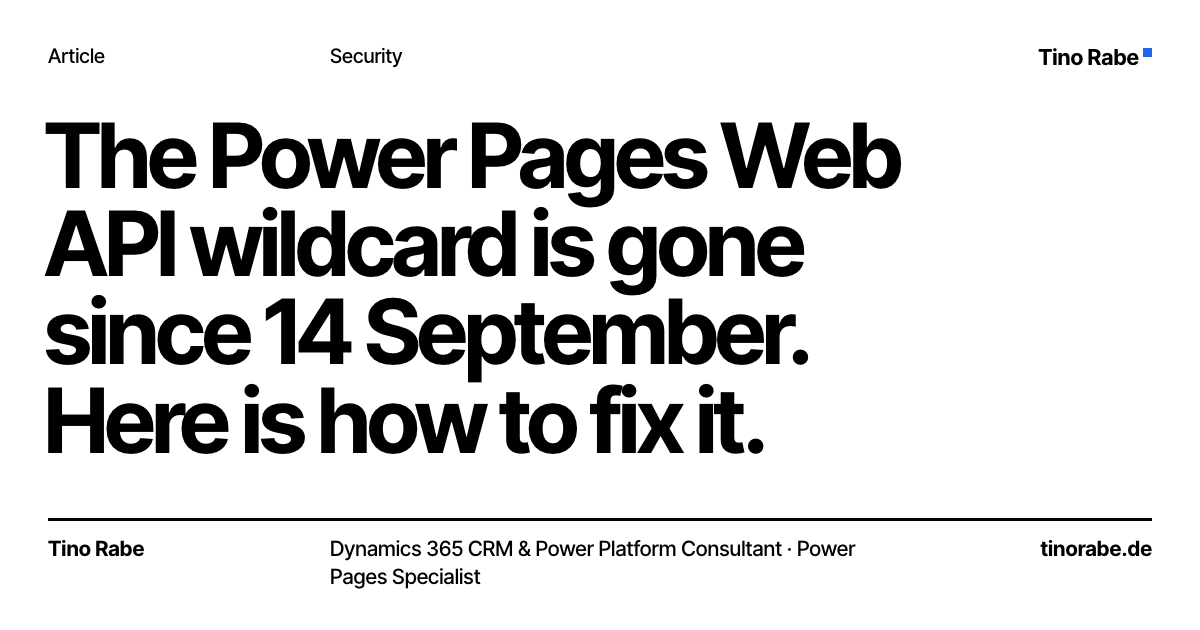 Article
Security
Tino Rabe
The Power Pages Web
API wildcard is gone
since 14 September.
Here is how to fix it.
Tino Rabe
Dynamics 365 CRM & Power Platform Consultant · Power
Pages Specialist
tinorabe.de